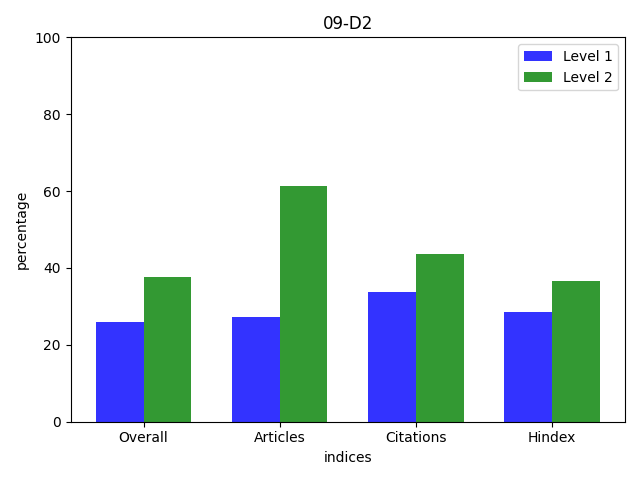 09-D2
100
80
60
40
20
0
percentage
Level 1
Level 2
Overall Articles Citations Hindex
indices